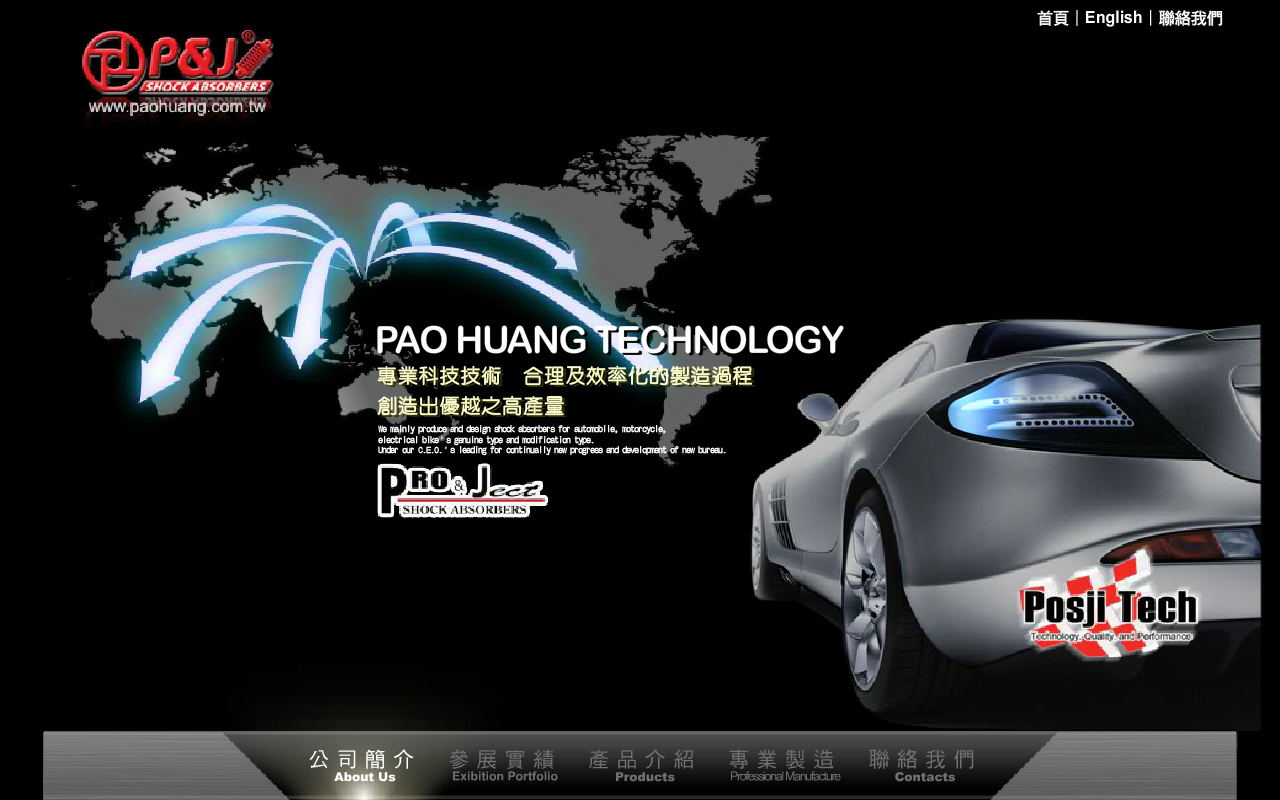 首頁｜English｜聯絡我們
P&J®
SHOCK ABSORBERS
www.paohuang.com.tw
PAO HUANG TECHNOLOGY
專業科技技術　合理及效率化的製造過程
創造出優越之高產量
We mainly produce and design shock absorbers for automobile, motorcycle,
electrical bike’s genuine type and modification type.
Under our C.E.O.’s leading for continually new progress and development of new bureau.
PRO & Ject
SHOCK ABSORBERS
Posji Tech
Technology, Quality, and Performance
公司簡介 參展實績 產品介紹 專業製造 聯絡我們
About Us Exibition Portfolio Products Professional Manufacture Contacts